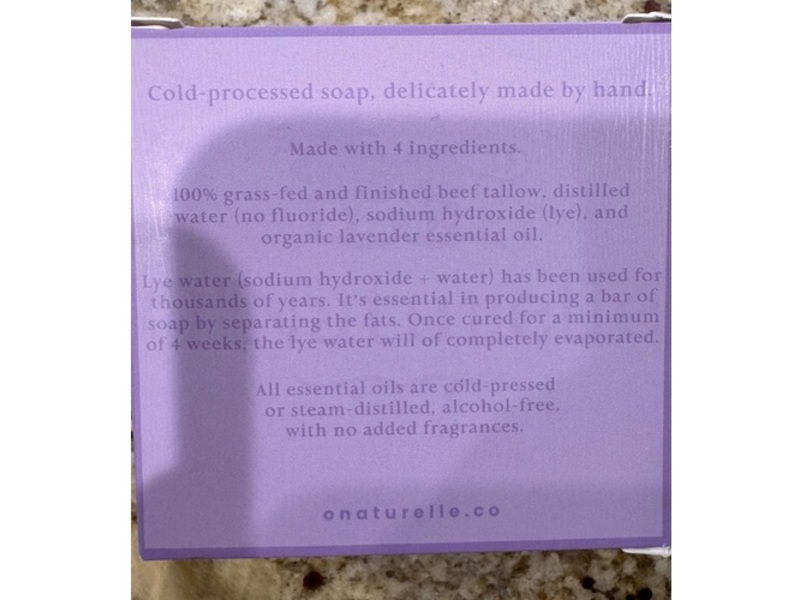 Cold-processed soap, delicately made by hand.
Made with 4 ingredients.
100% grass-fed and finished beef tallow, distilled
water (no fluoride), sodium hydroxide (lye), and
organic lavender essential oil.
Lye water (sodium hydroxide + water) has been used for
thousands of years. It's essential in producing a bar of
soap by separating the fats. Once cured for a minimum
of 4 weeks, the lye water will of completely evaporated.
All essential oils are cold-pressed
or steam-distilled, alcohol-free,
with no added fragrances.
onaturelle.co